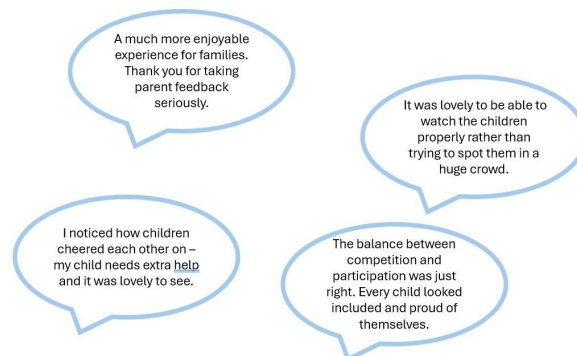 A much more enjoyable
experience for families.
Thank you for taking
parent feedback
seriously.
It was lovely to be able to
watch the children
properly rather than
trying to spot them in a
huge crowd.
I noticed how children
cheered each other on –
my child needs extra help
and it was lovely to see.
The balance between
competition and
participation was just
right. Every child looked
included and proud of
themselves.